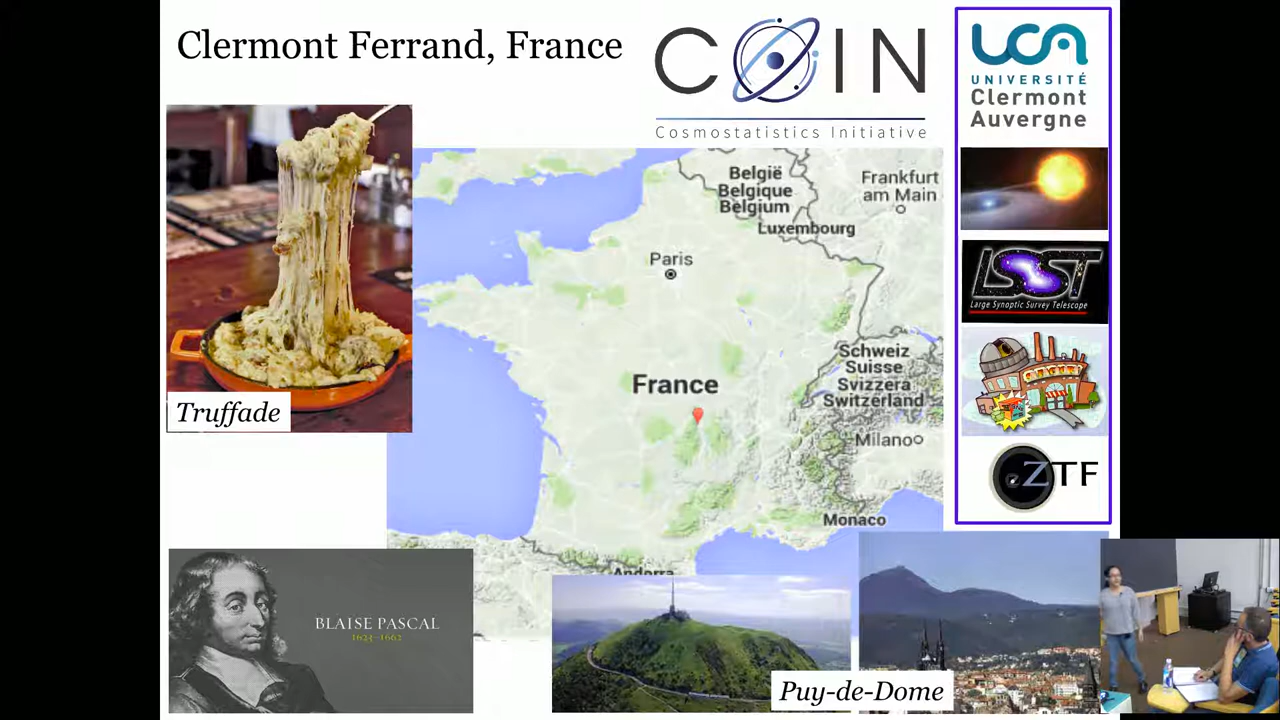 Clermont Ferrand, France
COIN
Cosmostatistics Initiative
UCA
UNIVERSITÉ
Clermont
Auvergne
België
Belgique
Belgium
Frankfurt
am Main
Luxembourg
Paris
LSST
Large Synoptic Survey Telescope
Schweiz
Suisse
Svizzera
Switzerland
France
Truffade
Milano
ZTF
Monaco
Andorra
BLAISE PASCAL
1623-1662
Puy-de-Dome